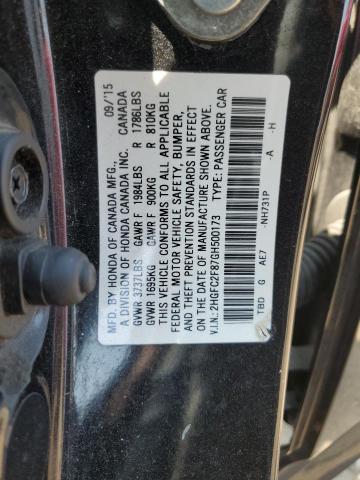 MFD. BY HONDA OF CANADA MFG., 09/15
A DIVISION OF HONDA CANADA INC. CANADA
GVWR 3737LBS GAWR F 1984LBS R 1786LBS
GVWR 1695KG GAWR F 900KG R 810KG
THIS VEHICLE CONFORMS TO ALL APPLICABLE
FEDERAL MOTOR VEHICLE SAFETY, BUMPER,
AND THEFT PREVENTION STANDARDS IN EFFECT
ON THE DATE OF MANUFACTURE SHOWN ABOVE.
V.I.N.: 2HGFC2F87GH500173 TYPE: PASSENGER CAR
TBD G AE7 -NH731P -A -H